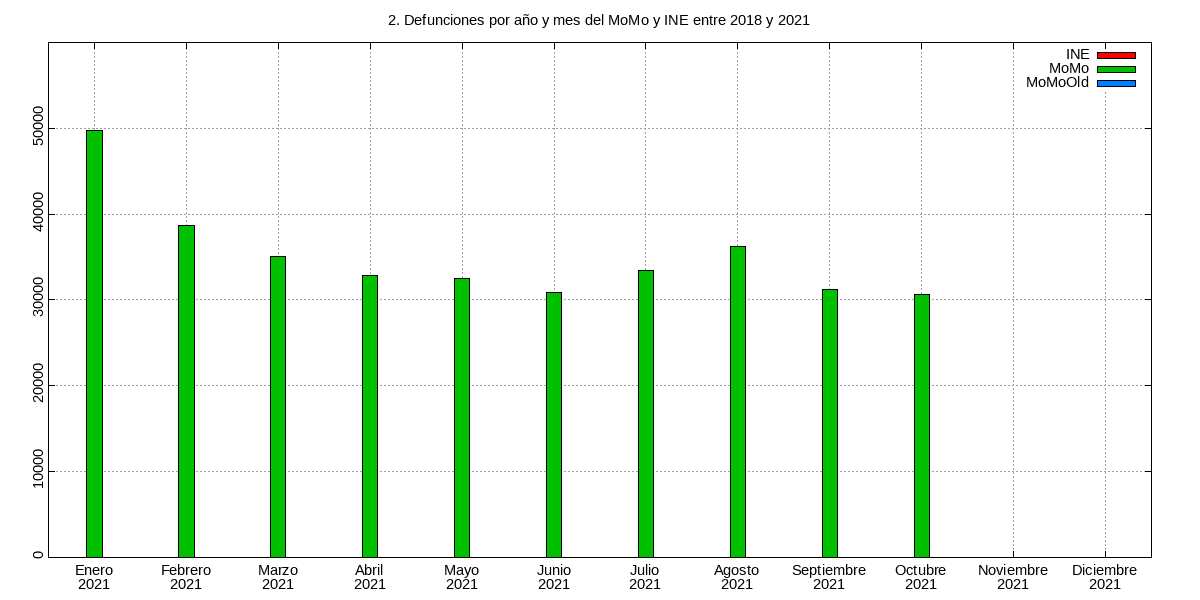 2. Defunciones por año y mes del MoMo y INE entre 2018 y 2021
INE
MoMo
MoMoOld
50000
40000
30000
20000
10000
0
Enero Febrero Marzo Abril Mayo Junio Julio Agosto Septiembre Octubre Noviembre Diciembre
2021 2021 2021 2021 2021 2021 2021 2021 2021 2021 2021 2021